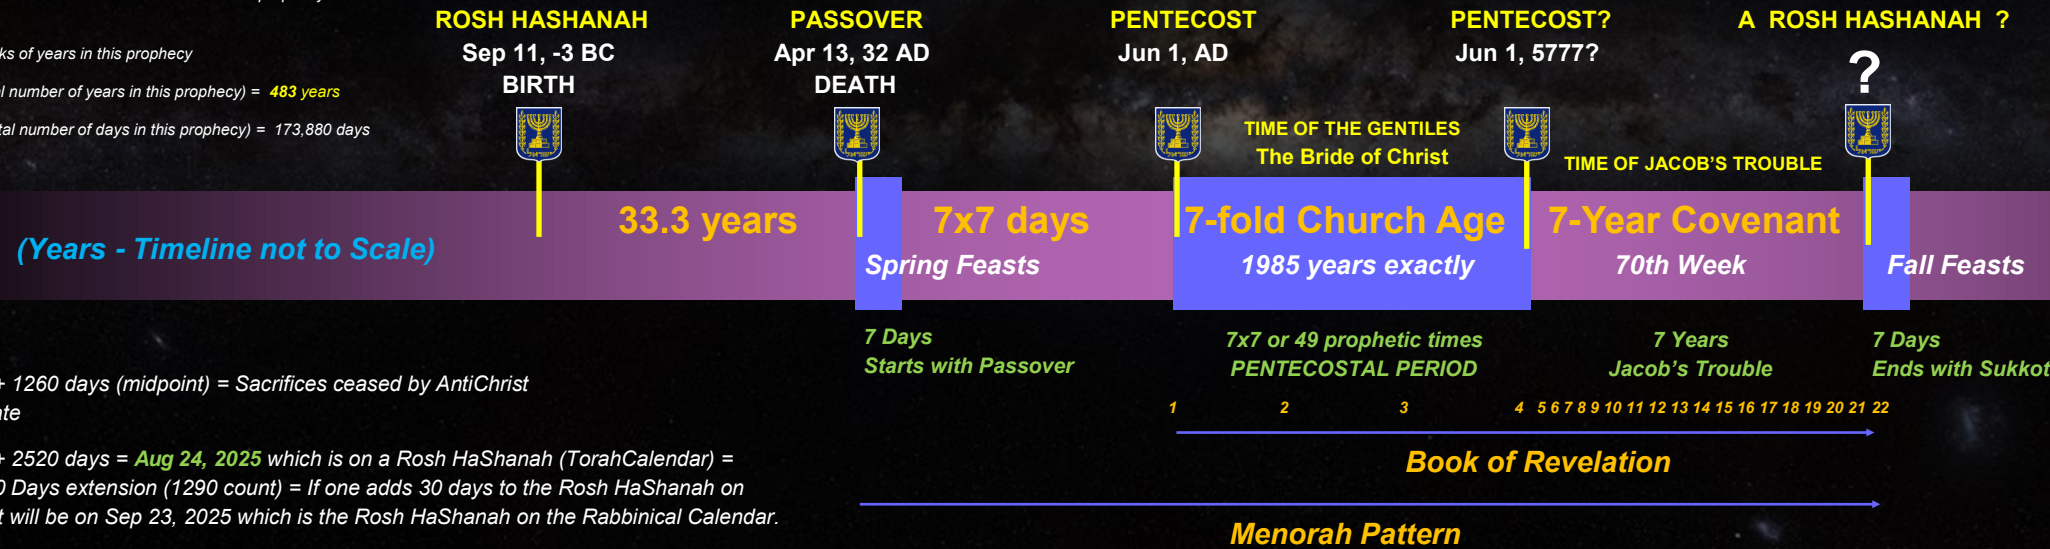 ROSH HASHANAH
Sep 11, -3 BC
BIRTH
PASSOVER
Apr 13, 32 AD
DEATH
PENTECOST
Jun 1, AD
PENTECOST?
Jun 1, 5777?
A ROSH HASHANAH ?
?
ks of years in this prophecy
al number of years in this prophecy) = 483 years
tal number of days in this prophecy) = 173,880 days
TIME OF THE GENTILES
The Bride of Christ
TIME OF JACOB'S TROUBLE
(Years - Timeline not to Scale)
33.3 years
7x7 days
Spring Feasts
7-fold Church Age
1985 years exactly
7-Year Covenant
70th Week
Fall Feasts
7 Days
Starts with Passover
7x7 or 49 prophetic times
PENTECOSTAL PERIOD
7 Years
Jacob's Trouble
7 Days
Ends with Sukkot
1 2 3 4 5 6 7 8 9 10 11 12 13 14 15 16 17 18 19 20 21 22
Book of Revelation
Menorah Pattern
+ 1260 days (midpoint) = Sacrifices ceased by AntiChrist
ate
+ 2520 days = Aug 24, 2025 which is on a Rosh HaShanah (TorahCalendar) =
0 Days extension (1290 count) = If one adds 30 days to the Rosh HaShanah on
t will be on Sep 23, 2025 which is the Rosh HaShanah on the Rabbinical Calendar.